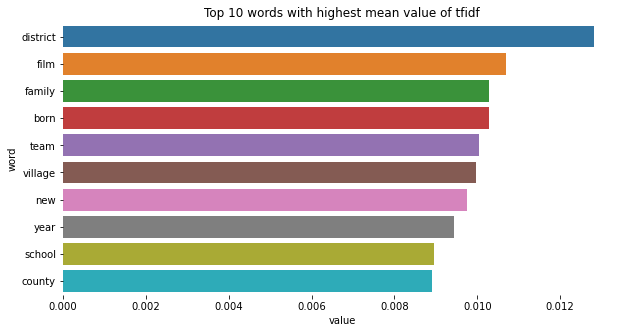 Top 10 words with highest mean value of tfidf
word
district
film
family
born
team
village
new
year
school
county
0.000 0.002 0.004 0.006 0.008 0.010 0.012
value